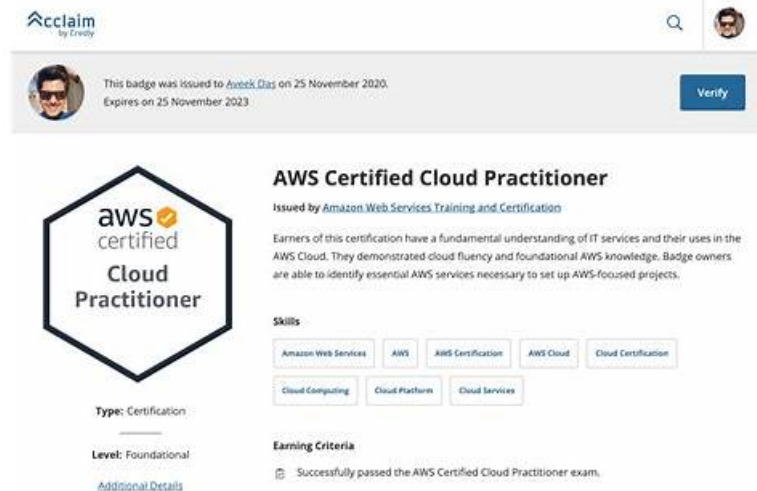 Acclaim
by Credly
This badge was issued to Aveek Das on 25 November 2020.
Expires on 25 November 2023
Verify
aws
certified
Cloud
Practitioner
Type: Certification
Level: Foundational
Additional Details
AWS Certified Cloud Practitioner
Issued by Amazon Web Services Training and Certification
Earners of this certification have a fundamental understanding of IT services and their uses in the
AWS Cloud. They demonstrated cloud fluency and foundational AWS knowledge. Badge owners
are able to identify essential AWS services necessary to set up AWS-focused projects.
Skills
Amazon Web Services AWS AWS Certification AWS Cloud Cloud Certification
Cloud Computing Cloud Platform Cloud Services
Earning Criteria
Successfully passed the AWS Certified Cloud Practitioner exam.